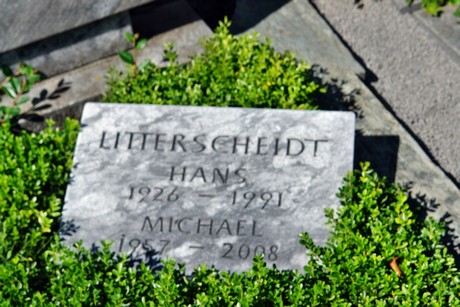 LITTERSCHEIDT
HANS
1926 – 1991
MICHAEL
1957 – 2008